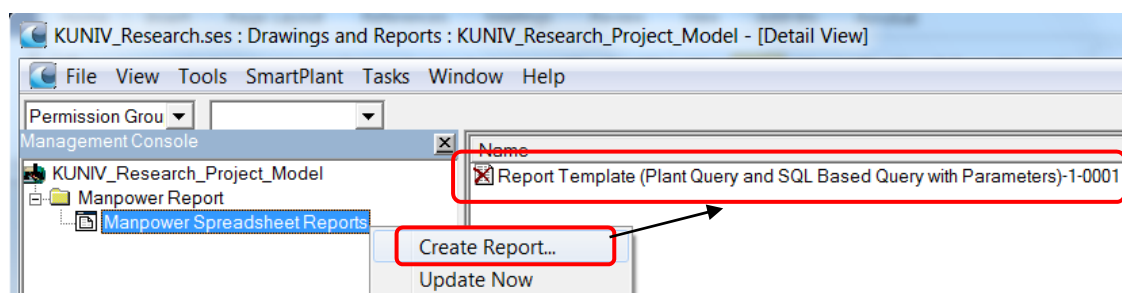 KUNIV_Research.ses : Drawings and Reports : KUNIV_Research_Project_Model - [Detail View]
File View Tools SmartPlant Tasks Window Help
Permission Grou
Management Console
Name
KUNIV_Research_Project_Model
Report Template (Plant Query and SQL Based Query with Parameters)-1-0001
Manpower Report
Manpower Spreadsheet Reports
Create Report...
Update Now